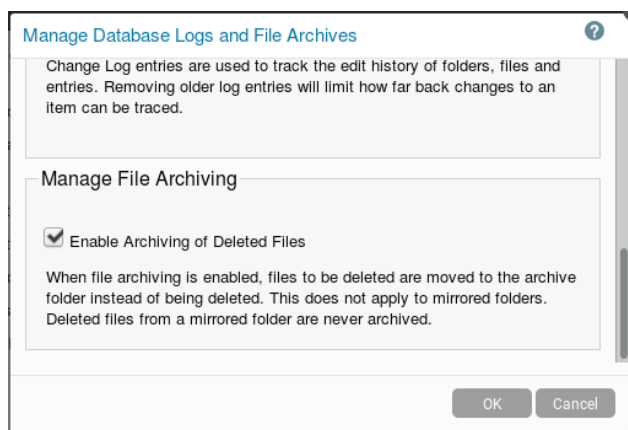 Manage Database Logs and File Archives
?
Change Log entries are used to track the edit history of folders, files and
entries. Removing older log entries will limit how far back changes to an
item can be traced.
Manage File Archiving
Enable Archiving of Deleted Files
When file archiving is enabled, files to be deleted are moved to the archive
folder instead of being deleted. This does not apply to mirrored folders.
Deleted files from a mirrored folder are never archived.
OK
Cancel